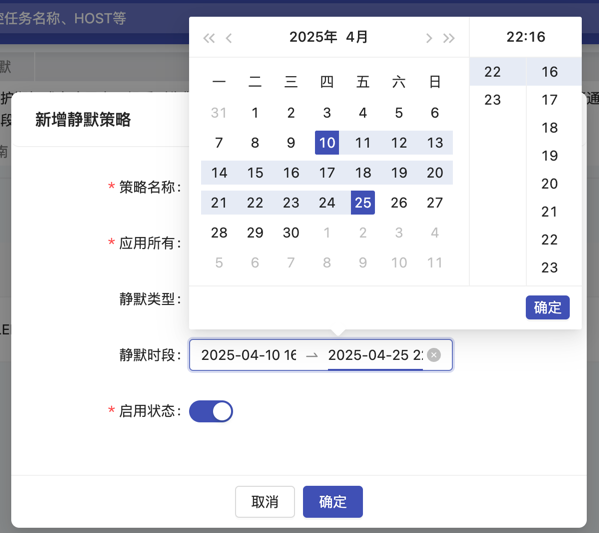 控任务名称、HOST等
默
护
段
南
通
LE
新增静默策略
* 策略名称:
* 应用所有:
静默类型:
静默时段:
* 启用状态:
2025年 4月
22:16
一 二 三 四 五 六 日
31 1 2 3 4 5 6
7 8 9 10 11 12 13
14 15 16 17 18 19 20
21 22 23 24 25 26 27
28 29 30 1 2 3 4
5 6 7 8 9 10 11
22 16
23 17
18
19
20
21
22
23
确定
2025-04-10 16 → 2025-04-25 2
取消
确定